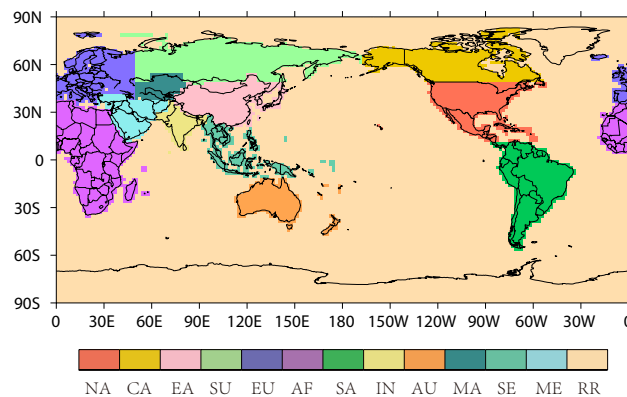 90N
60N
30N
0
30S
60S
90S
0 30E 60E 90E 120E 150E 180 150W 120W 90W 60W 30W 0
NA CA EA SU EU AF SA IN AU MA SE ME RR